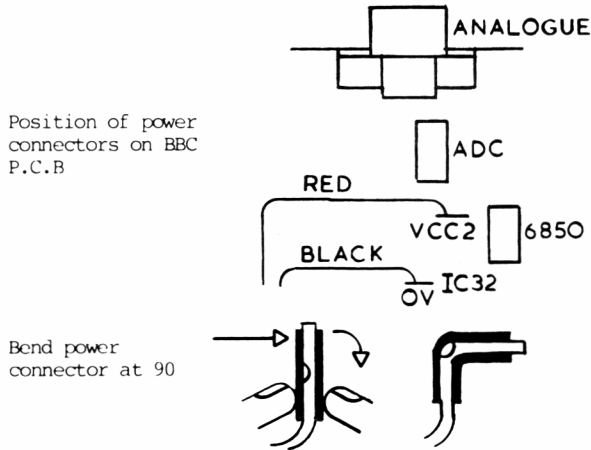 ANALOGUE
Position of power
connectors on BBC
P.C.B
ADC
RED
VCC2
6850
BLACK
0V
IC32
Bend power
connector at 90